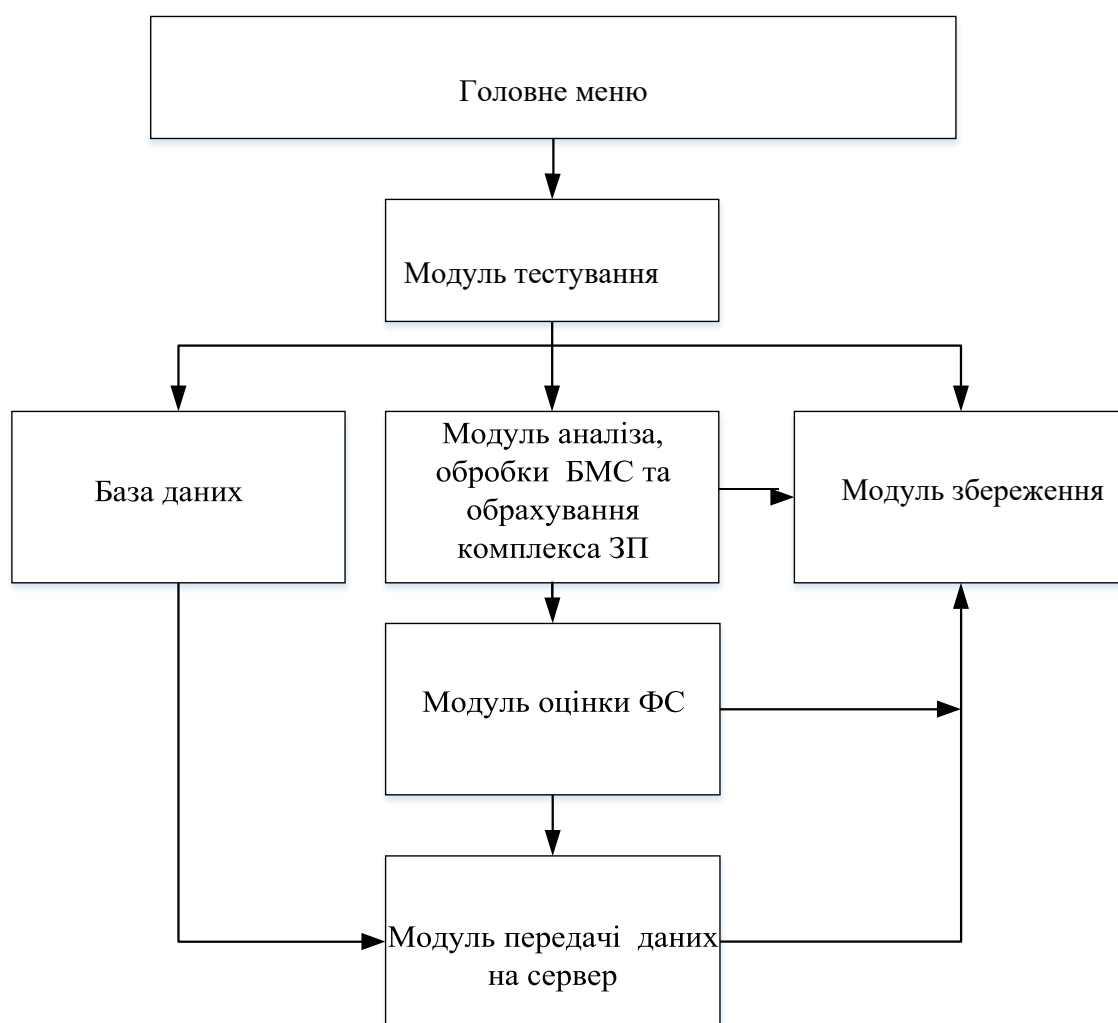 Головне меню
Модуль тестування
База даних
Модуль аналіза,
обробки БМС та
обрахування
комплекса ЗП
Модуль збереження
Модуль оцінки ФС
Модуль передачі даних
на сервер